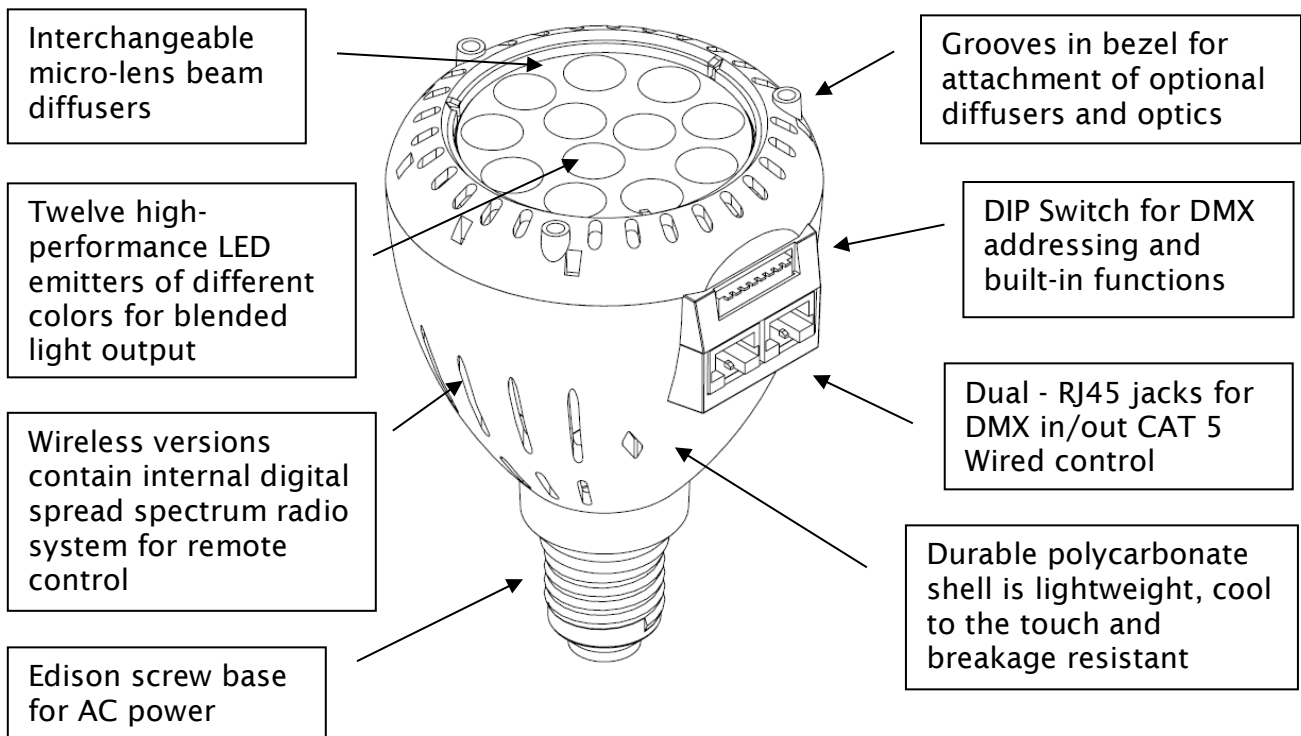 Interchangeable
micro-lens beam
diffusers
Twelve high-
performance LED
emitters of different
colors for blended
light output
Wireless versions
contain internal digital
spread spectrum radio
system for remote
control
Edison screw base
for AC power
Grooves in bezel for
attachment of optional
diffusers and optics
DIP Switch for DMX
addressing and
built-in functions
Dual - RJ45 jacks for
DMX in/out CAT 5
Wired control
Durable polycarbonate
shell is lightweight, cool
to the touch and
breakage resistant